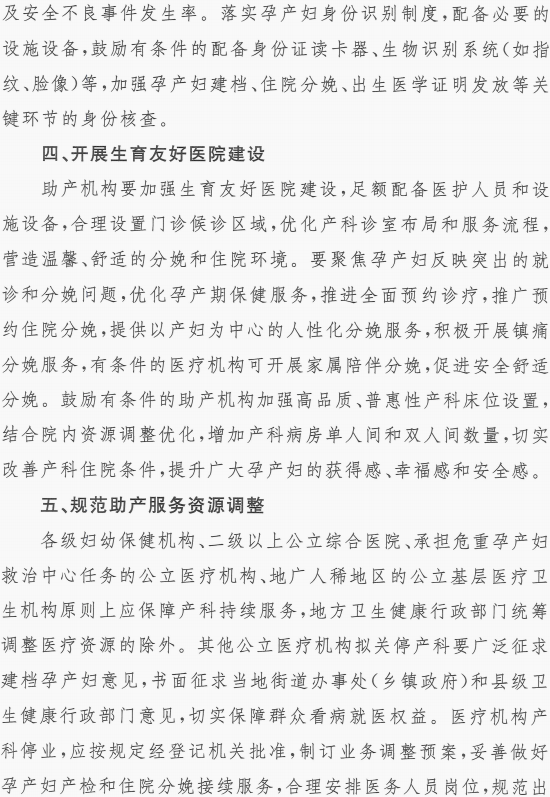 及安全不良事件发生率。落实孕产妇身份识别制度,配备必要的
设施设备,鼓励有条件的配备身份证读卡器、生物识别系统(如指
纹、脸像)等,加强孕产妇建档、住院分娩、出生医学证明发放等关
键环节的身份核查。
四、开展生育友好医院建设
助产机构要加强生育友好医院建设,足额配备医护人员和设
施设备,合理设置门诊候诊区域,优化产科诊室布局和服务流程,
营造温馨、舒适的分娩和住院环境。要聚焦孕产妇反映突出的就
诊和分娩问题,优化孕产期保健服务,推进全面预约诊疗,推广预
约住院分娩,提供以产妇为中心的人性化分娩服务,积极开展镇痛
分娩服务,有条件的医疗机构可开展家属陪伴分娩,促进安全舒适
分娩。鼓励有条件的助产机构加强高品质、普惠性产科床位设置,
结合院内资源调整优化,增加产科病房单人间和双人间数量,切实
改善产科住院条件,提升广大孕产妇的获得感、幸福感和安全感。
五、规范助产服务资源调整
各级妇幼保健机构、二级以上公立综合医院、承担危重孕产妇
救治中心任务的公立医疗机构、地广人稀地区的公立基层医疗卫
生机构原则上应保障产科持续服务,地方卫生健康行政部门统筹
调整医疗资源的除外。其他公立医疗机构拟关停产科要广泛征求
建档孕产妇意见,书面征求当地街道办事处(乡镇政府)和县级卫
生健康行政部门意见,切实保障群众看病就医权益。医疗机构产
科停业,应按规定经登记机关批准,制订业务调整预案,妥善做好
孕产妇产检和住院分娩接续服务,合理安排医务人员岗位,规范出